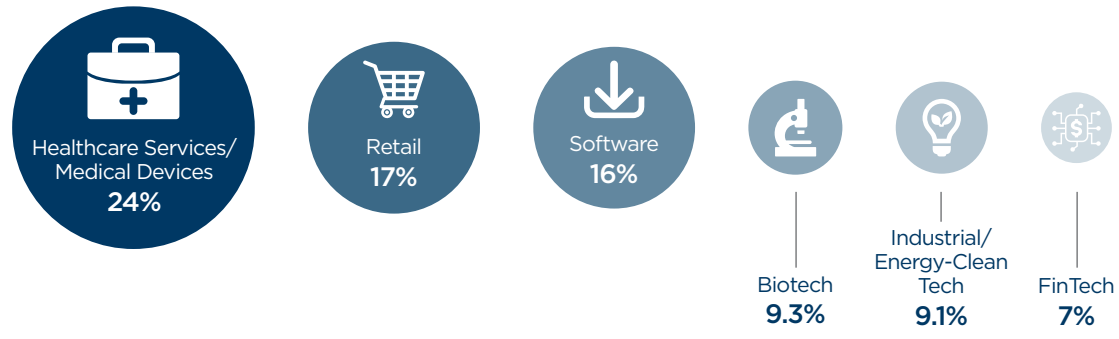 Healthcare Services/
Medical Devices
24%
Retail
17%
Software
16%
Biotech
9.3%
Industrial/
Energy-Clean
Tech
9.1%
$
FinTech
7%